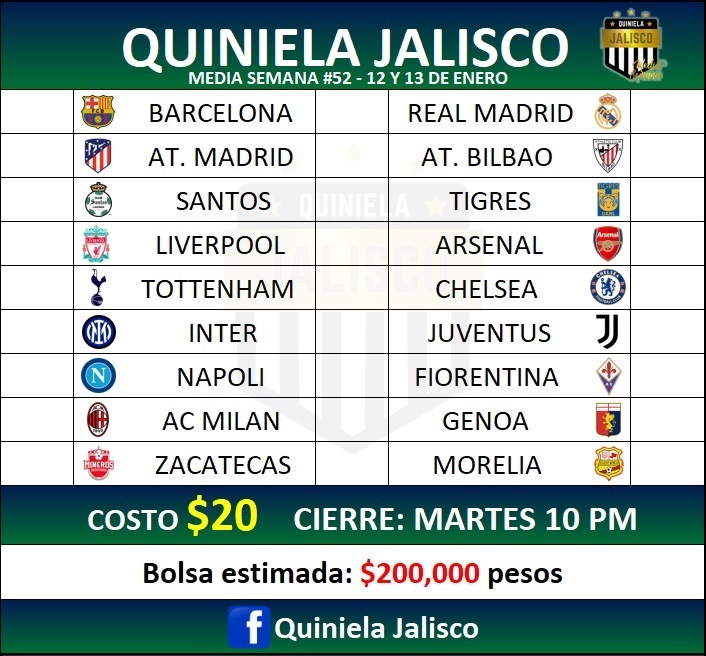 QUINIELA JALISCO
MEDIA SEMANA #52 - 12 Y 13 DE ENERO
QUINIELA
JALISCO
BARCELONA REAL MADRID
AT. MADRID AT. BILBAO
SANTOS TIGRES
LIVERPOOL ARSENAL
TOTTENHAM CHELSEA
INTER JUVENTUS
NAPOLI FIORENTINA
AC MILAN GENOA
ZACATECAS MORELIA
QUINIELA
JALISCO
COSTO $20 CIERRE: MARTES 10 PM
Bolsa estimada: $200,000 pesos
f Quiniela Jalisco